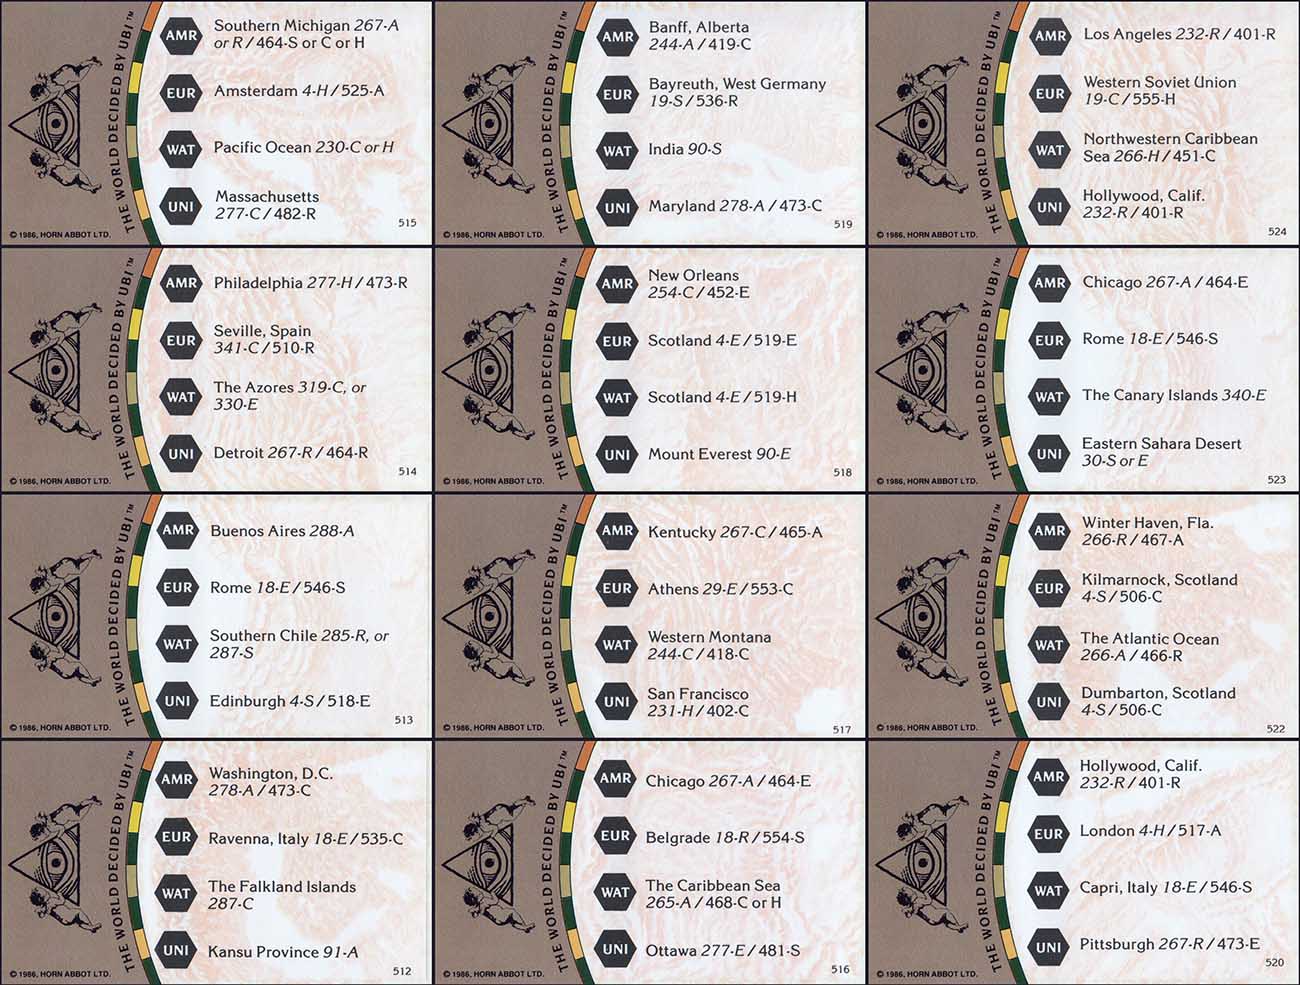 THE WORLD DECIDED BY UBI™
AMR
Southern Michigan 267-A
or R / 464-S or C or H
EUR
Amsterdam 4-H / 525-A
WAT
Pacific Ocean 230-C or H
UNI
Massachusetts
277-C / 482-R
© 1986, HORN ABBOT LTD.
515
THE WORLD DECIDED BY UBI™
AMR
Banff, Alberta
244-A / 419-C
EUR
Bayreuth, West Germany
19-S / 536-R
WAT
India 90-S
UNI
Maryland 278-A / 473-C
© 1986, HORN ABBOT LTD.
519
THE WORLD DECIDED BY UBI™
AMR
Los Angeles 232-R / 401-R
EUR
Western Soviet Union
19-C / 555-H
WAT
Northwestern Caribbean
Sea 266-H / 451-C
UNI
Hollywood, Calif.
232-R / 401-R
© 1986, HORN ABBOT LTD.
524
THE WORLD DECIDED BY UBI™
AMR
Philadelphia 277-H / 473-R
EUR
Seville, Spain
341-C / 510-R
WAT
The Azores 319-C, or
330-E
UNI
Detroit 267-R / 464-R
© 1986, HORN ABBOT LTD.
514
THE WORLD DECIDED BY UBI™
AMR
New Orleans
254-C / 452-E
EUR
Scotland 4-E / 519-E
WAT
Scotland 4-E / 519-H
UNI
Mount Everest 90-E
© 1986, HORN ABBOT LTD.
518
THE WORLD DECIDED BY UBI™
AMR
Chicago 267-A / 464-E
EUR
Rome 18-E / 546-S
WAT
The Canary Islands 340-E
UNI
Eastern Sahara Desert
30-S or E
© 1986, HORN ABBOT LTD.
523
THE WORLD DECIDED BY UBI™
AMR
Buenos Aires 288-A
EUR
Rome 18-E / 546-S
WAT
Southern Chile 285-R, or
287-S
UNI
Edinburgh 4-S / 518-E
© 1986, HORN ABBOT LTD.
513
THE WORLD DECIDED BY UBI™
AMR
Kentucky 267-C / 465-A
EUR
Athens 29-E / 553-C
WAT
Western Montana
244-C / 418-C
UNI
San Francisco
231-H / 402-C
© 1986, HORN ABBOT LTD.
517
THE WORLD DECIDED BY UBI™
AMR
Winter Haven, Fla.
266-R / 467-A
EUR
Kilmarnock, Scotland
4-S / 506-C
WAT
The Atlantic Ocean
266-A / 466-R
UNI
Dumbarton, Scotland
4-S / 506-C
© 1986, HORN ABBOT LTD.
522
THE WORLD DECIDED BY UBI™
AMR
Washington, D.C.
278-A / 473-C
EUR
Ravenna, Italy 18-E / 535-C
WAT
The Falkland Islands
287-C
UNI
Kansu Province 91-A
© 1986, HORN ABBOT LTD.
512
THE WORLD DECIDED BY UBI™
AMR
Chicago 267-A / 464-E
EUR
Belgrade 18-R / 554-S
WAT
The Caribbean Sea
265-A / 468-C or H
UNI
Ottawa 277-E / 481-S
© 1986, HORN ABBOT LTD.
516
THE WORLD DECIDED BY UBI™
AMR
Hollywood, Calif.
232-R / 401-R
EUR
London 4-H / 517-A
WAT
Capri, Italy 18-E / 546-S
UNI
Pittsburgh 267-R / 473-E
© 1986, HORN ABBOT LTD.
520